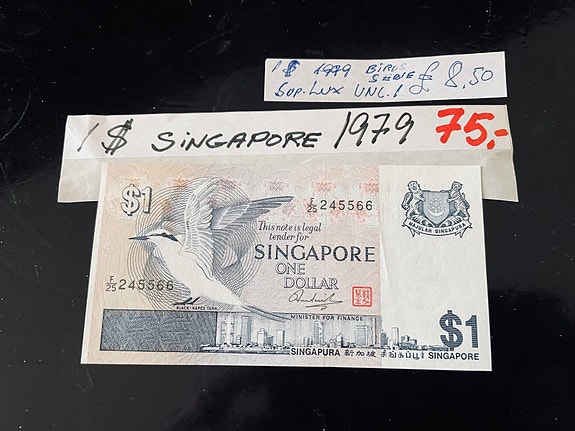 1 $ 1979 BIRDS SERIE £ 8,50
SUP-LUX UNC.!
1 $ SINGAPORE 1979 75,-
$1
F/25 245566
This note is legal
tender for
SINGAPORE
ONE
DOLLAR
F/25 245566
MAJULAH SINGAPURA
BLACK-NAPED TERN
MINISTER FOR FINANCE
$1
SINGAPURA 新加坡 சிங்கப்பூர் SINGAPORE